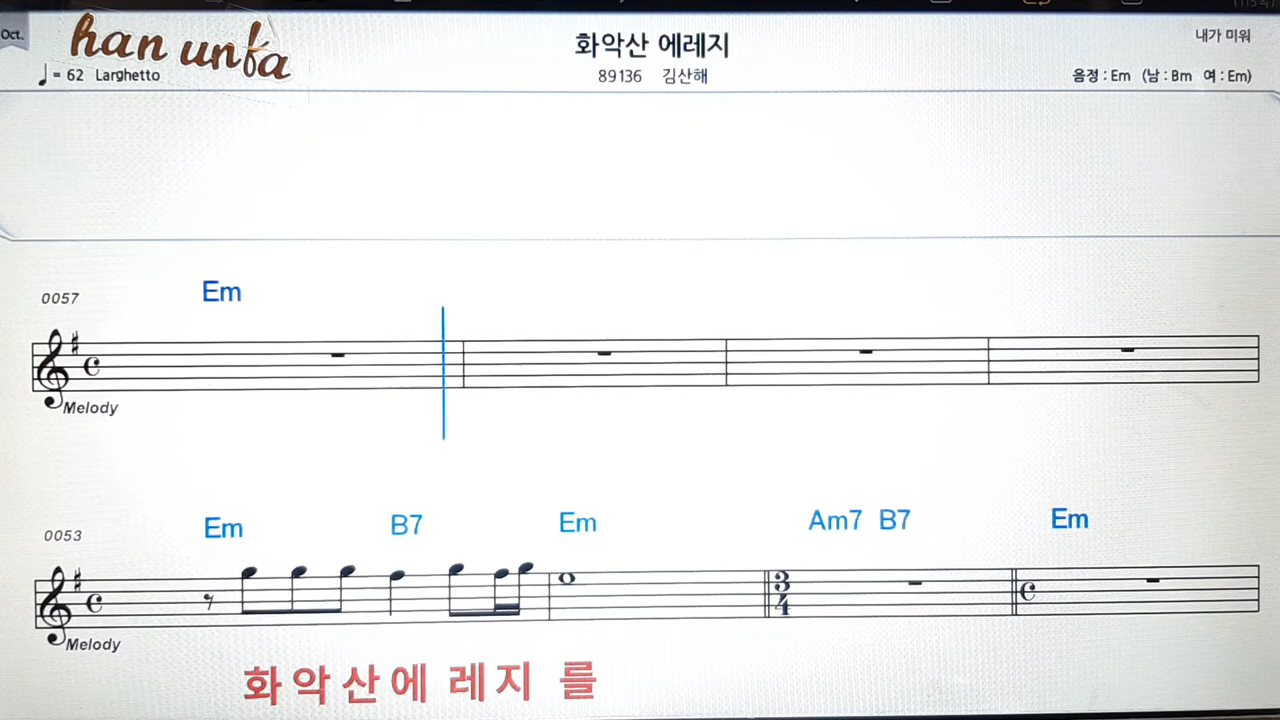 Oct.
han unfa
= 62 Larghetto
화악산 에레지
89136 김산해
내가 미워
음정 : Em (남 : Bm 여 : Em)
0057
Em
Melody
0053
Em B7 Em Am7 B7 Em
3
4
Melody
화악산에 레지 를